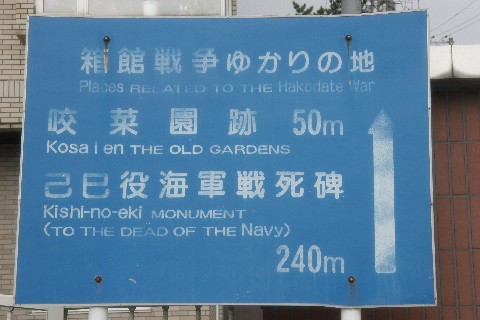 箱館戦争ゆかりの地
Places RELATED TO THE Hakodate War
咬菜園跡 50m
Kosaien THE OLD GARDENS
己巳役海軍戦死碑
Kishi-no-eki MONUMENT
(TO THE DEAD OF THE Navy)
240m